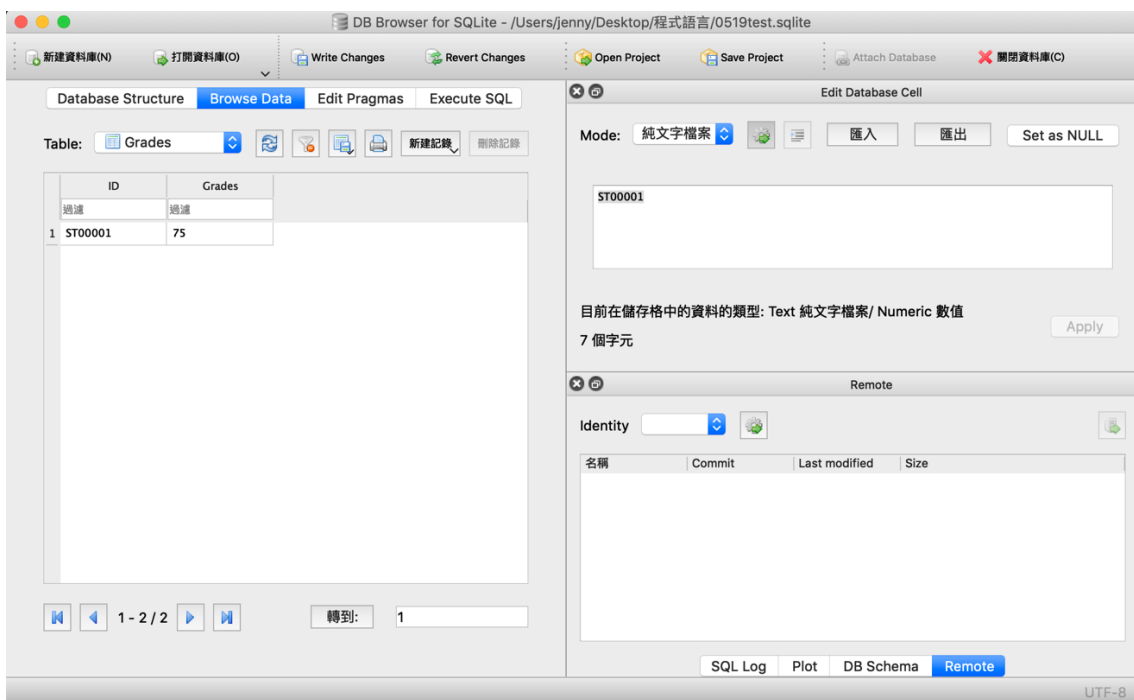 DB Browser for SQLite - /Users/jenny/Desktop/程式語言/0519test.sqlite
新建資料庫(N) 打開資料庫(O) Write Changes Revert Changes Open Project Save Project Attach Database 關閉資料庫(C)
Database Structure Browse Data Edit Pragmas Execute SQL
Table: Grades 新建記錄 刪除記錄
ID Grades
過濾 過濾
1 ST00001 75
1 - 2 / 2 轉到: 1
Edit Database Cell
Mode: 純文字檔案 匯入 匯出 Set as NULL
ST00001
目前在儲存格中的資料的類型: Text 純文字檔案/ Numeric 數值
7 個字元
Apply
Remote
Identity
名稱 Commit Last modified Size
SQL Log Plot DB Schema Remote
UTF-8